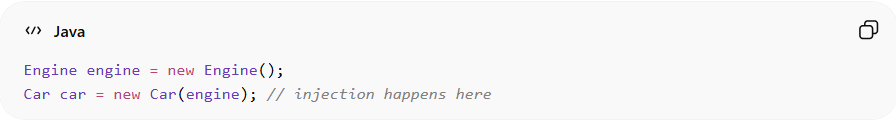 Java
Engine engine = new Engine();
Car car = new Car(engine); // injection happens here